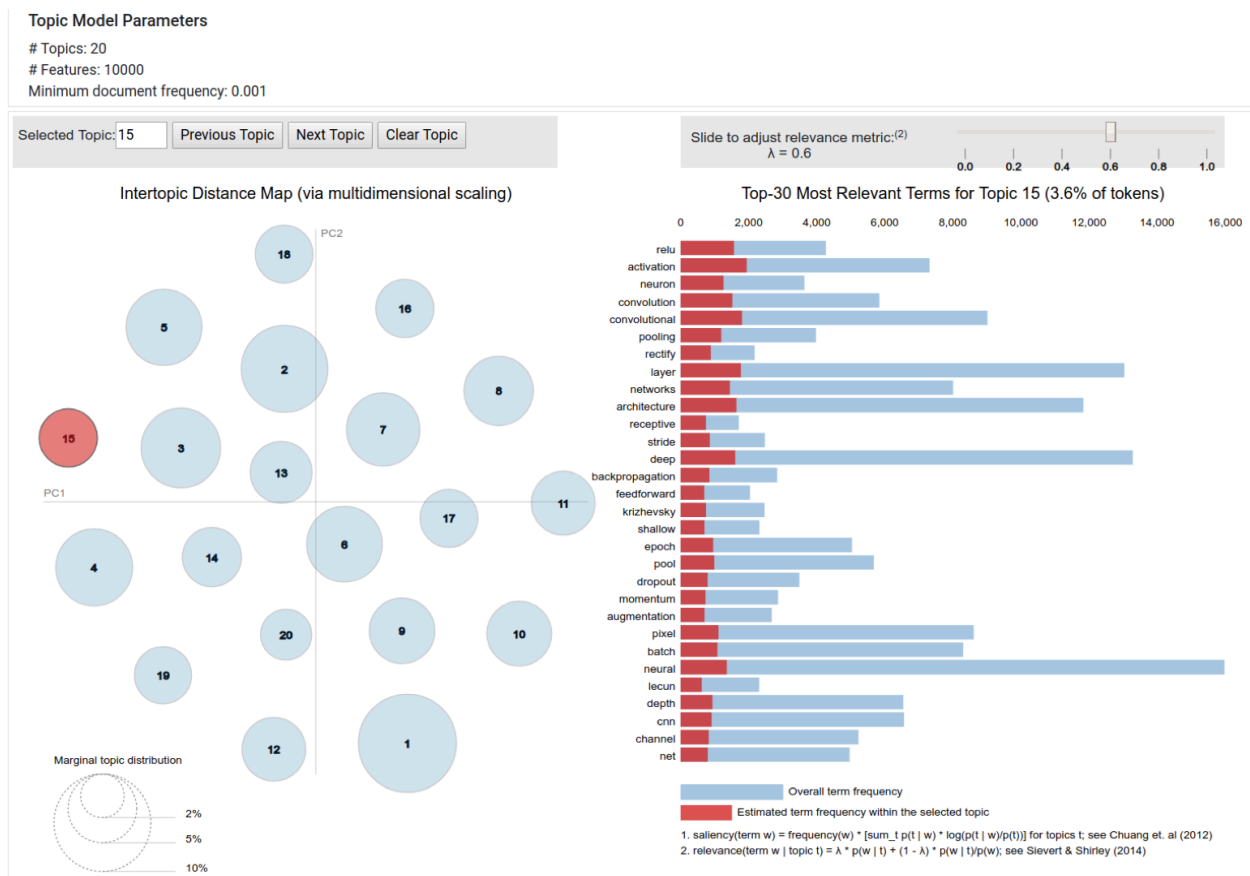 Topic Model Parameters
# Topics: 20
# Features: 10000
Minimum document frequency: 0.001
Selected Topic: 15 Previous Topic Next Topic Clear Topic
Slide to adjust relevance metric:(2)
λ = 0.6
0.0 0.2 0.4 0.6 0.8 1.0
Intertopic Distance Map (via multidimensional scaling)
PC2
PC1
18
16
5
2
8
7
15
3
13
11
17
6
14
4
9
10
20
19
1
12
Marginal topic distribution
2%
5%
10%
Top-30 Most Relevant Terms for Topic 15 (3.6% of tokens)
0 2,000 4,000 6,000 8,000 10,000 12,000 14,000 16,000
relu
activation
neuron
convolution
convolutional
pooling
rectify
layer
networks
architecture
receptive
stride
deep
backpropagation
feedforward
krizhevsky
shallow
epoch
pool
dropout
momentum
augmentation
pixel
batch
neural
lecun
depth
cnn
channel
net
Overall term frequency
Estimated term frequency within the selected topic
1. saliency(term w) = frequency(w) * [sum_t p(t | w) * log(p(t | w)/p(t))] for topics t; see Chuang et. al (2012)
2. relevance(term w | topic t) = λ * p(w | t) + (1 - λ) * p(w | t)/p(w); see Sievert & Shirley (2014)